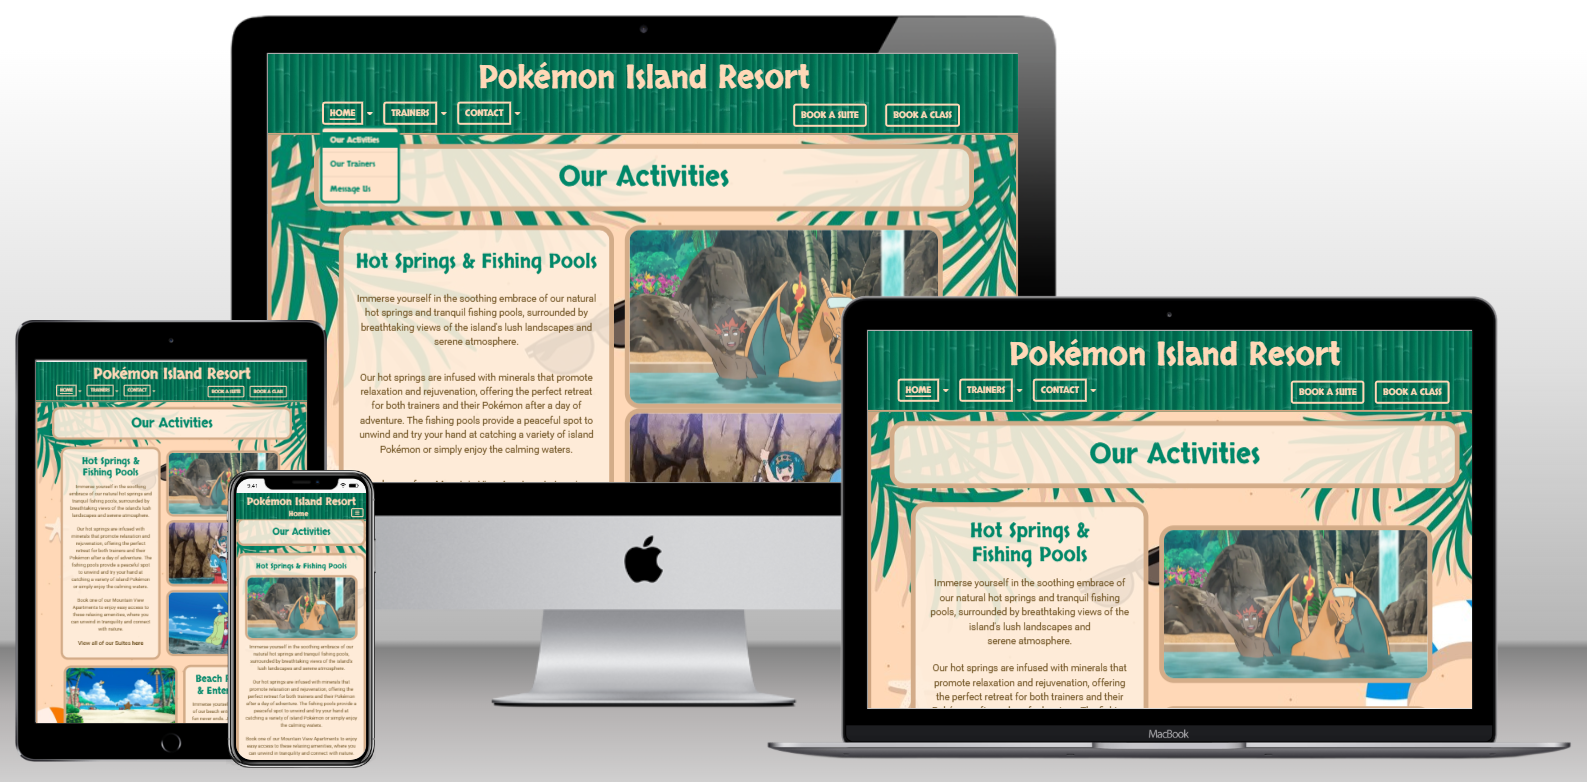 Pokémon Island Resort
HOME
TRAINERS
CONTACT
BOOK A SUITE
BOOK A CLASS
Our Activities
Our Trainers
Message Us
Our Activities
Hot Springs & Fishing Pools
Immerse yourself in the soothing embrace of our natural
hot springs and tranquil fishing pools, surrounded by
breathtaking views of the island's lush landscapes and
serene atmosphere.
Our hot springs are infused with minerals that promote
relaxation and rejuvenation, offering the perfect retreat
for both trainers and their Pokémon after a day of
adventure. The fishing pools provide a peaceful spot to
unwind and try your hand at catching a variety of island
Pokémon or simply enjoy the calming waters.
Pokémon Island Resort
HOME
TRAINERS
CONTACT
BOOK A SUITE
BOOK A CLASS
Our Activities
Hot Springs &
Fishing Pools
Immerse yourself in the soothing embrace of
our natural hot springs and tranquil fishing
pools, surrounded by breathtaking views of the
island's lush landscapes and
serene atmosphere.
Our hot springs are infused with minerals that
promote relaxation and rejuvenation, offering
the perfect retreat for both trainers and their
MacBook
Pokémon Island Resort
HOME
TRAINERS
CONTACT
BOOK A SUITE
BOOK A CLASS
Our Activities
Hot Springs &
Fishing Pools
Immerse yourself in the soothing
embrace of our natural hot springs and
tranquil fishing pools, surrounded by
breathtaking views of the island's lush
landscapes and serene atmosphere.
Our hot springs are infused with
minerals that promote relaxation and
rejuvenation, offering the perfect
retreat for both trainers and their
Pokémon after a day of adventure. The
fishing pools provide a peaceful spot
to unwind and try your hand at
catching a variety of island Pokémon
or simply enjoy the calming waters.
Book one of our Mountain View
Apartments to enjoy easy access to
these relaxing amenities, where you
can unwind in tranquility and connect
with nature.
View all of our Suites here
Beach
& Enter
Immerse yourse
of our beach en
for never ends.
9:41
Pokémon Island Resort
Home
Our Activities
Hot Springs & Fishing Pools
Immerse yourself in the soothing embrace of our
natural hot springs and tranquil fishing pools,
surrounded by breathtaking views of the island's
lush landscapes and serene atmosphere.
Our hot springs are infused with minerals that
promote relaxation and rejuvenation, offering the
perfect retreat for both trainers and their Pokémon
after a day of adventure. The fishing pools provide a
peaceful spot to unwind and try your hand at
catching a variety of island Pokémon or simply enjoy
the calming waters.
Book one of our Mountain View Apartments to enjoy
easy access to these relaxing amenities, where you
can unwind in tranquility and connect with nature.